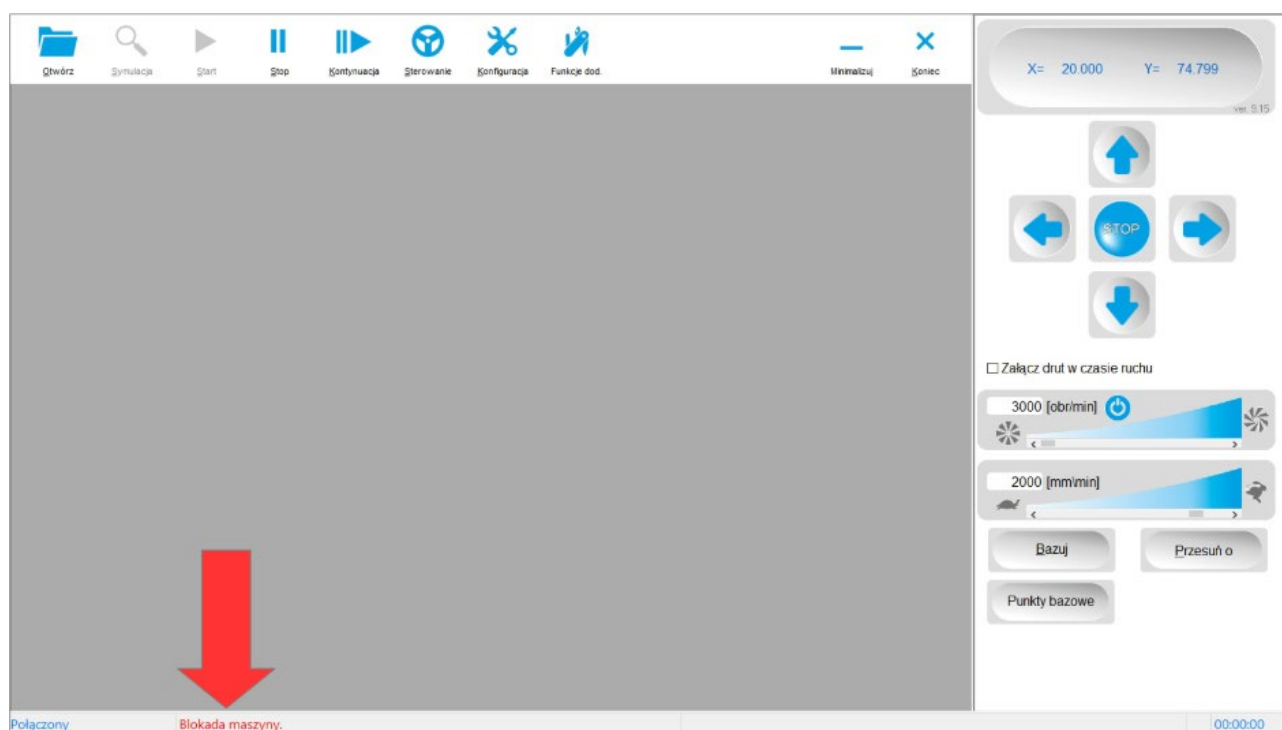 Otwórz Symulacja Start Stop Kontynuacja Sterowanie Konfiguracja Funkcje dod. Minimalizuj Koniec
X= 20.000 Y= 74.799
ver. 9.15
STOP
Załącz drut w czasie ruchu
3000 [obr/min]
2000 [mm\min]
Bazuj Przesuń o
Punkty bazowe
Połączony Blokada maszyny. 00:00:00